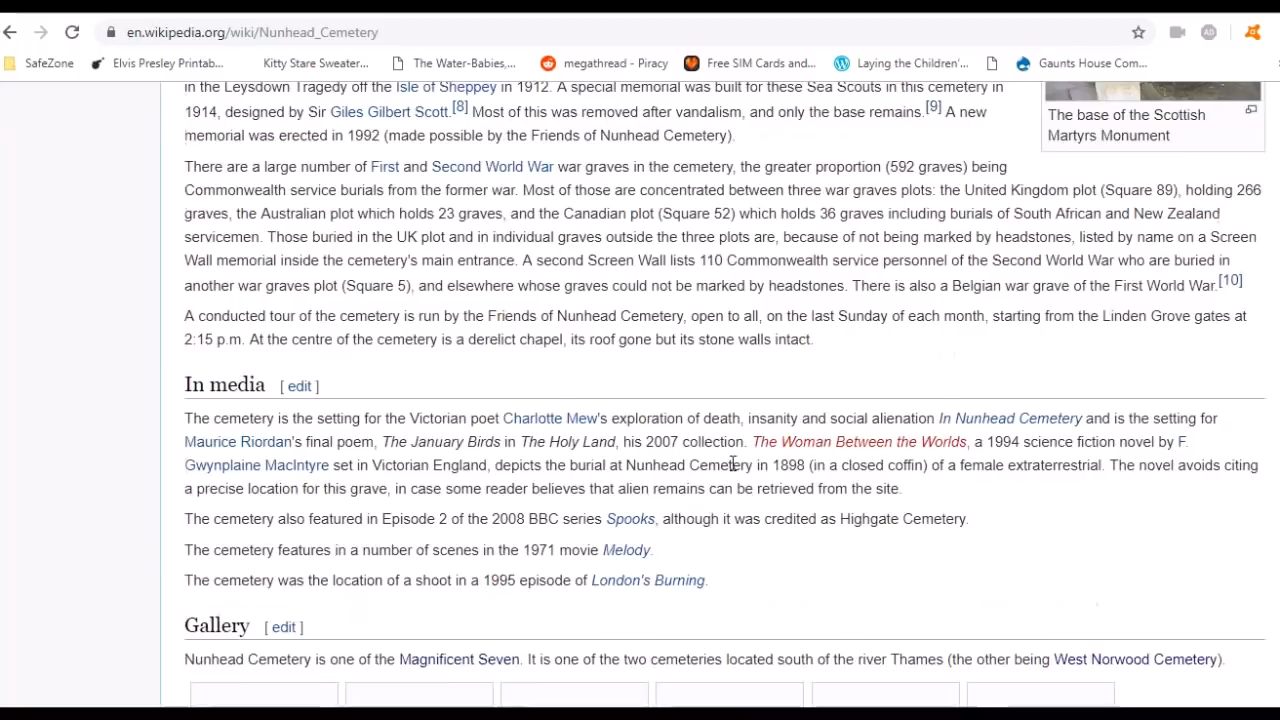 en.wikipedia.org/wiki/Nunhead_Cemetery
SafeZone Elvis Presley Printab... Kitty Stare Sweater... The Water-Babies,... megathread - Piracy Free SIM Cards and... Laying the Children'... Gaunts House Com...
in the Leysdown Tragedy off the Isle of Sheppey in 1912. A special memorial was built for these Sea Scouts in this cemetery in
1914, designed by Sir Giles Gilbert Scott.[8] Most of this was removed after vandalism, and only the base remains.[9] A new
memorial was erected in 1992 (made possible by the Friends of Nunhead Cemetery).
The base of the Scottish
Martyrs Monument
There are a large number of First and Second World War war graves in the cemetery, the greater proportion (592 graves) being
Commonwealth service burials from the former war. Most of those are concentrated between three war graves plots: the United Kingdom plot (Square 89), holding 266
graves, the Australian plot which holds 23 graves, and the Canadian plot (Square 52) which holds 36 graves including burials of South African and New Zealand
servicemen. Those buried in the UK plot and in individual graves outside the three plots are, because of not being marked by headstones, listed by name on a Screen
Wall memorial inside the cemetery's main entrance. A second Screen Wall lists 110 Commonwealth service personnel of the Second World War who are buried in
another war graves plot (Square 5), and elsewhere whose graves could not be marked by headstones. There is also a Belgian war grave of the First World War.[10]
A conducted tour of the cemetery is run by the Friends of Nunhead Cemetery, open to all, on the last Sunday of each month, starting from the Linden Grove gates at
2:15 p.m. At the centre of the cemetery is a derelict chapel, its roof gone but its stone walls intact.
In media [ edit ]
The cemetery is the setting for the Victorian poet Charlotte Mew's exploration of death, insanity and social alienation In Nunhead Cemetery and is the setting for
Maurice Riordan's final poem, The January Birds in The Holy Land, his 2007 collection. The Woman Between the Worlds, a 1994 science fiction novel by F.
Gwynplaine MacIntyre set in Victorian England, depicts the burial at Nunhead Cemetery in 1898 (in a closed coffin) of a female extraterrestrial. The novel avoids citing
a precise location for this grave, in case some reader believes that alien remains can be retrieved from the site.
The cemetery also featured in Episode 2 of the 2008 BBC series Spooks, although it was credited as Highgate Cemetery.
The cemetery features in a number of scenes in the 1971 movie Melody.
The cemetery was the location of a shoot in a 1995 episode of London's Burning.
Gallery [ edit ]
Nunhead Cemetery is one of the Magnificent Seven. It is one of the two cemeteries located south of the river Thames (the other being West Norwood Cemetery).